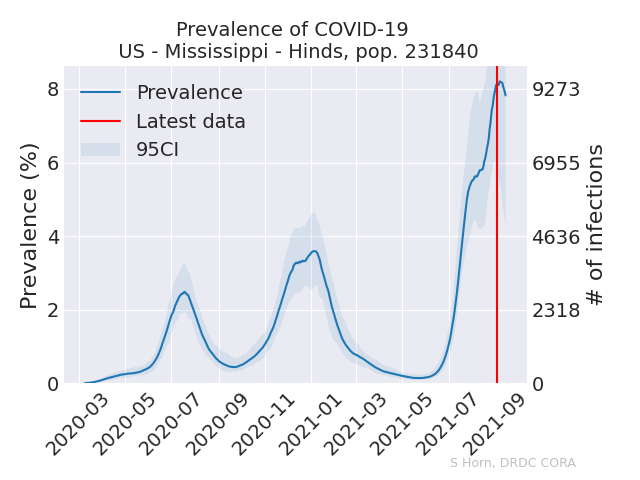 Prevalence of COVID-19
US - Mississippi - Hinds, pop. 231840
Prevalence (%)
8
6
4
2
0
Prevalence
Latest data
95CI
9273
6955
4636
2318
0
# of infections
2020-03
2020-05
2020-07
2020-09
2020-11
2021-01
2021-03
2021-05
2021-07
2021-09
S Horn, DRDC CORA